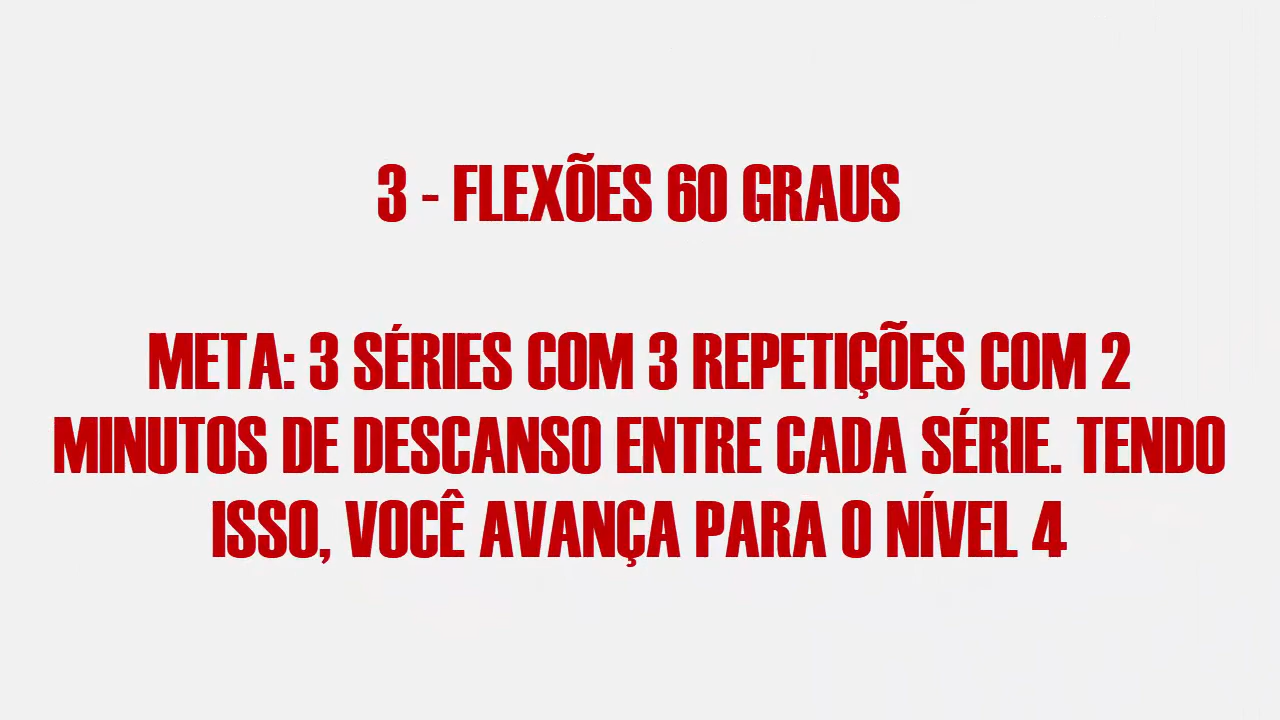 3 - FLEXÕES 60 GRAUS
META: 3 SÉRIES COM 3 REPETIÇÕES COM 2
MINUTOS DE DESCANSO ENTRE CADA SÉRIE. TENDO
ISSO, VOCÊ AVANÇA PARA O NÍVEL 4